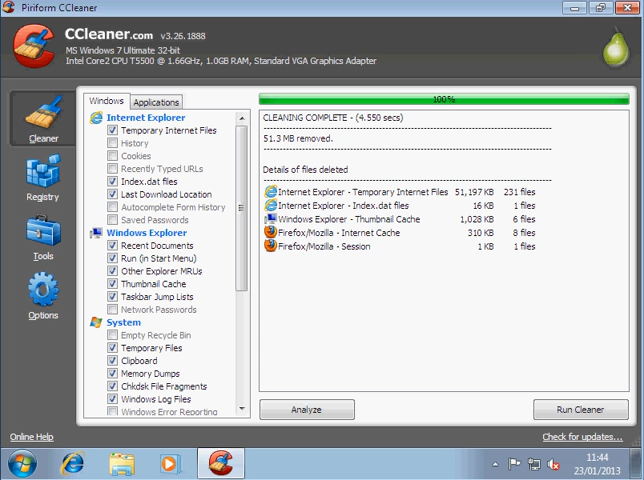 Piriform CCleaner
CCleaner.com v3.26.1888
MS Windows 7 Ultimate 32-bit
Intel Core2 CPU T5500 @ 1.66GHz, 1.0GB RAM, Standard VGA Graphics Adapter
Cleaner
Registry
Tools
Options
Windows
Applications
Internet Explorer
Temporary Internet Files
History
Cookies
Recently Typed URLs
Index.dat files
Last Download Location
Autocomplete Form History
Saved Passwords
Windows Explorer
Recent Documents
Run (in Start Menu)
Other Explorer MRUs
Thumbnail Cache
Taskbar Jump Lists
Network Passwords
System
Empty Recycle Bin
Temporary Files
Clipboard
Memory Dumps
Chkdsk File Fragments
Windows Log Files
Windows Error Reporting
100%
CLEANING COMPLETE - (4.550 secs)
51.3 MB removed.
Details of files deleted
Internet Explorer - Temporary Internet Files 51,197 KB 231 files
Internet Explorer - Index.dat files 16 KB 1 files
Windows Explorer - Thumbnail Cache 1,028 KB 6 files
Firefox/Mozilla - Internet Cache 310 KB 8 files
Firefox/Mozilla - Session 1 KB 1 files
Analyze
Run Cleaner
Online Help
Check for updates...
11:44
23/01/2013